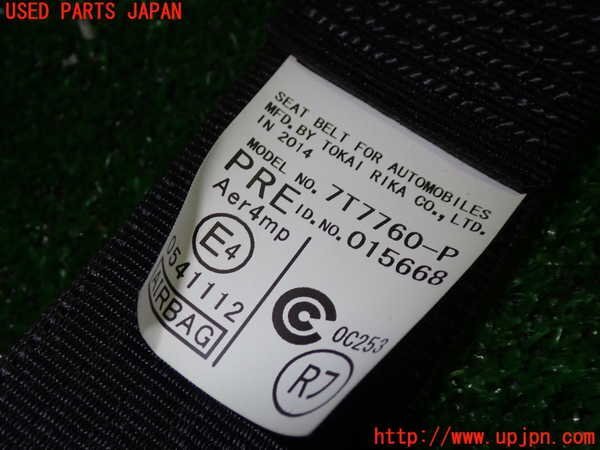 USED PARTS JAPAN
SEAT BELT FOR AUTOMOBILES
MFD. BY TOKAI RIKA CO., LTD.
IN 2014
MODEL NO. 7T7760-P
PRE ID.NO. 015668
Aer4mp
E4
0541112
AIRBAG
0C253
R7
http://www.upjpn.com/